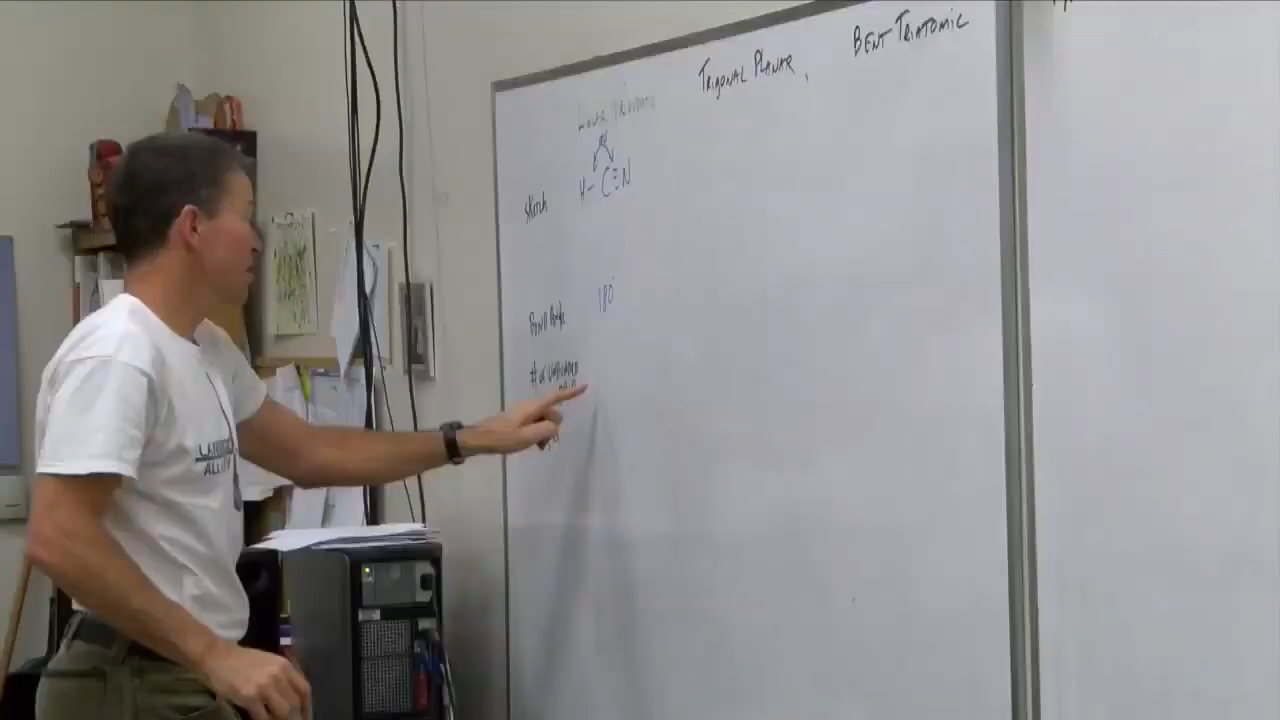 TRIGONAL PLANAR
BENT TRIATOMIC
LINEAR TRIATOMIC
H - C ≡ N
Sketch
BOND Angle 180°
# of UNBONDED